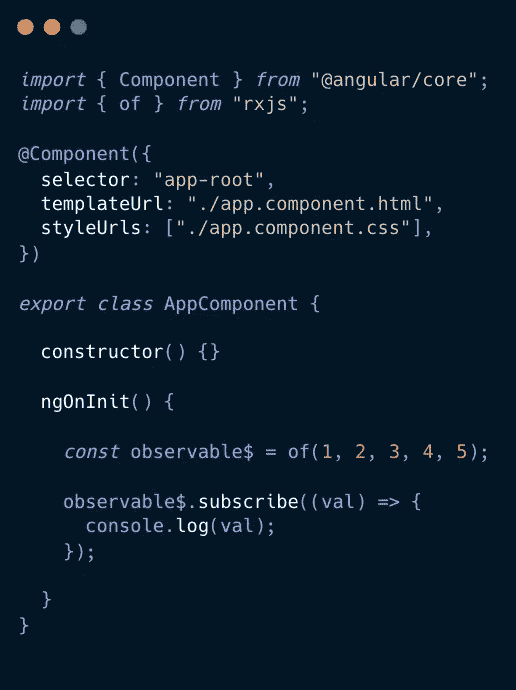 import { Component } from "@angular/core";
import { of } from "rxjs";
@Component({
selector: "app-root",
templateUrl: "./app.component.html",
styleUrls: ["./app.component.css"],
})
export class AppComponent {
constructor() {}
ngOnInit() {
const observable$ = of(1, 2, 3, 4, 5);
observable$.subscribe((val) => {
console.log(val);
});
}
}